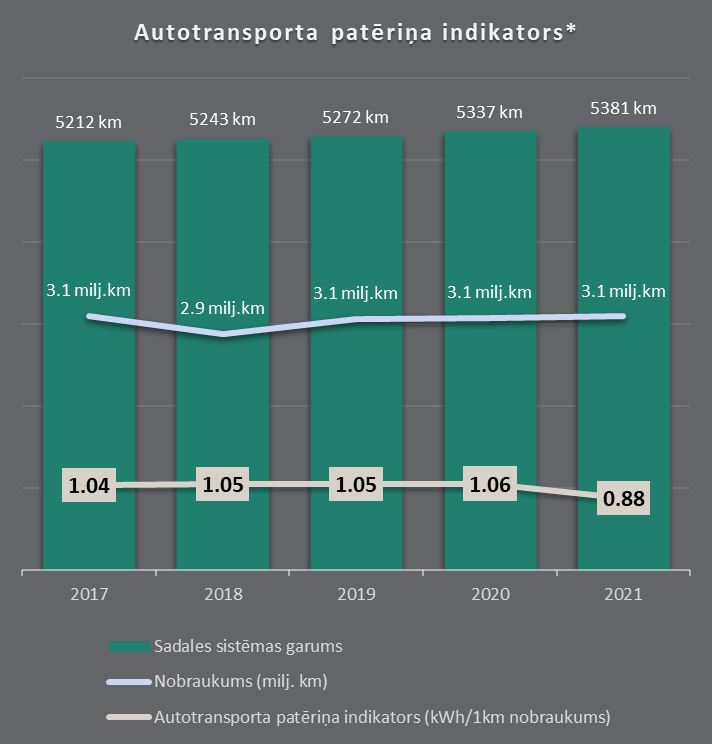 Autotransporta patēriņa indikators*
5212 km
5243 km
5272 km
5337 km
5381 km
3.1 milj.km
2.9 milj.km
3.1 milj.km
3.1 milj.km
3.1 milj.km
1.04
1.05
1.05
1.06
0.88
2017
2018
2019
2020
2021
Sadales sistēmas garums
Nobraukums (milj. km)
Autotransporta patēriņa indikators (kWh/1km nobraukums)